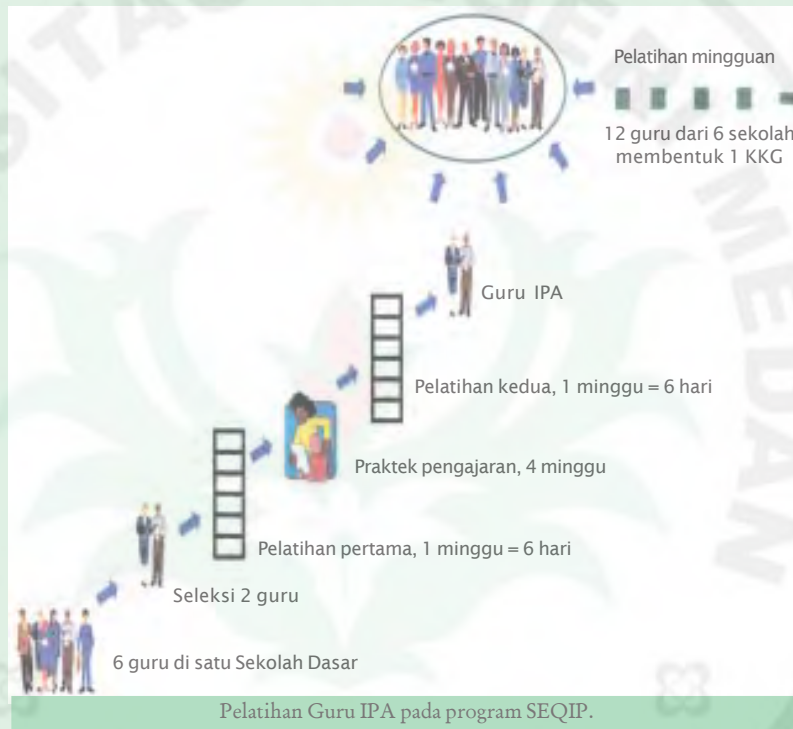 Pelatihan mingguan
12 guru dari 6 sekolah
membentuk 1 KKG
Guru IPA
Pelatihan kedua, 1 minggu = 6 hari
Praktek pengajaran, 4 minggu
Pelatihan pertama, 1 minggu = 6 hari
Seleksi 2 guru
6 guru di satu Sekolah Dasar
Pelatihan Guru IPA pada program SEQIP.
MEDAN